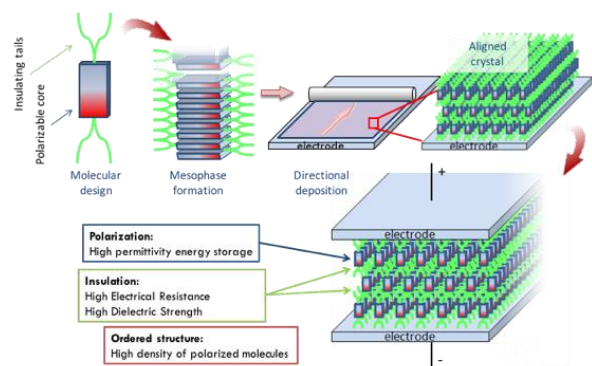 Insulating tails
Polarizable core
Molecular
design
Mesophase
formation
Directional
deposition
electrode
Aligned
crystal
electrode
+
electrode
electrode
-
Polarization:
High permittivity energy storage
Insulation:
High Electrical Resistance
High Dielectric Strength
Ordered structure:
High density of polarized molecules